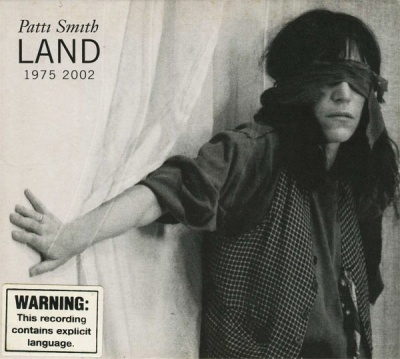 Patti Smith
LAND
1975 2002
WARNING:
This recording
contains explicit
language.